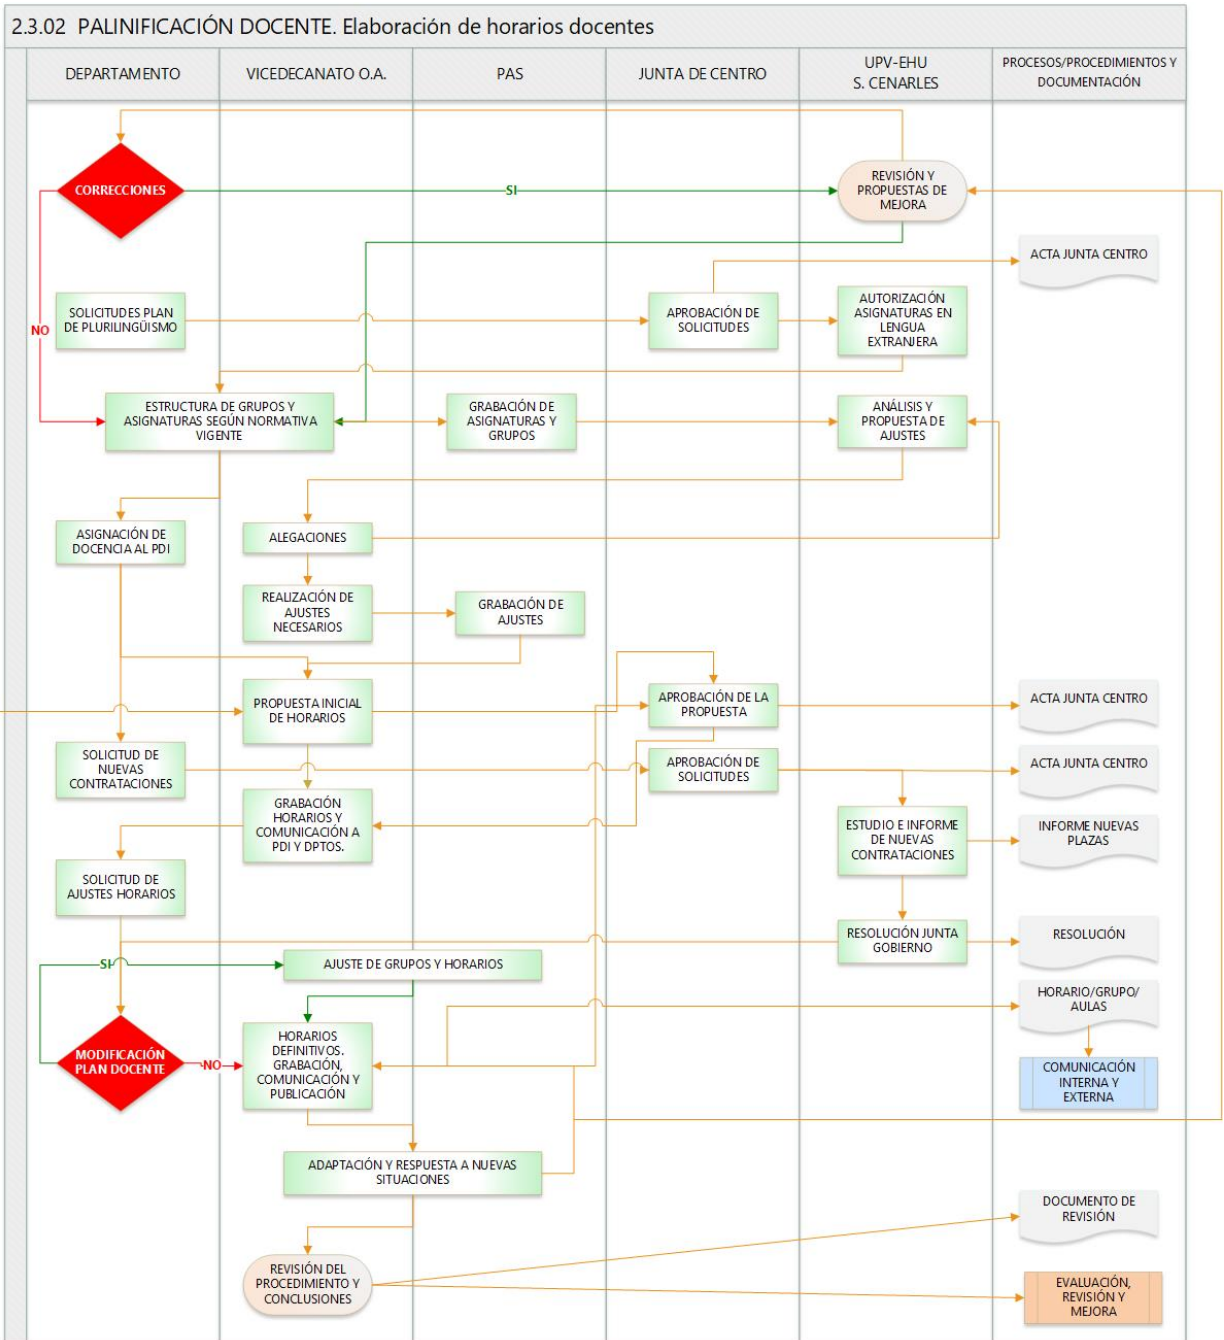 2.3.02 PALINIFICACIÓN DOCENTE. Elaboración de horarios docentes
DEPARTAMENTO
VICEDECANATO O.A.
PAS
JUNTA DE CENTRO
UPV-EHU
S. CENARLES
PROCESOS/PROCEDIMIENTOS Y
DOCUMENTACIÓN
CORRECCIONES
SI
REVISIÓN Y
PROPUESTAS DE
MEJORA
ACTA JUNTA CENTRO
NO
SOLICITUDES PLAN
DE PLURILINGÜISMO
APROBACIÓN DE
SOLICITUDES
AUTORIZACIÓN
ASIGNATURAS EN
LENGUA
EXTRANJERA
ESTRUCTURA DE GRUPOS Y
ASIGNATURAS SEGÚN NORMATIVA
VIGENTE
GRABACIÓN DE
ASIGNATURAS Y
GRUPOS
ANÁLISIS Y
PROPUESTA DE
AJUSTES
ASIGNACIÓN DE
DOCENCIA AL PDI
ALEGACIONES
REALIZACIÓN DE
AJUSTES
NECESARIOS
GRABACIÓN DE
AJUSTES
PROPUESTA INICIAL
DE HORARIOS
APROBACIÓN DE LA
PROPUESTA
ACTA JUNTA CENTRO
SOLICITUD DE
NUEVAS
CONTRATACIONES
APROBACIÓN DE
SOLICITUDES
ACTA JUNTA CENTRO
GRABACIÓN
HORARIOS Y
COMUNICACIÓN A
PDI Y DPTOS.
ESTUDIO E INFORME
DE NUEVAS
CONTRATACIONES
INFORME NUEVAS
PLAZAS
SOLICITUD DE
AJUSTES HORARIOS
RESOLUCIÓN JUNTA
GOBIERNO
RESOLUCIÓN
SI
AJUSTE DE GRUPOS Y HORARIOS
HORARIO/GRUPO/
AULAS
MODIFICACIÓN
PLAN DOCENTE
NO
HORARIOS
DEFINITIVOS.
GRABACIÓN,
COMUNICACIÓN Y
PUBLICACIÓN
COMUNICACIÓN
INTERNA Y
EXTERNA
ADAPTACIÓN Y RESPUESTA A NUEVAS
SITUACIONES
DOCUMENTO DE
REVISIÓN
REVISIÓN DEL
PROCEDIMIENTO Y
CONCLUSIONES
EVALUACIÓN,
REVISIÓN Y
MEJORA